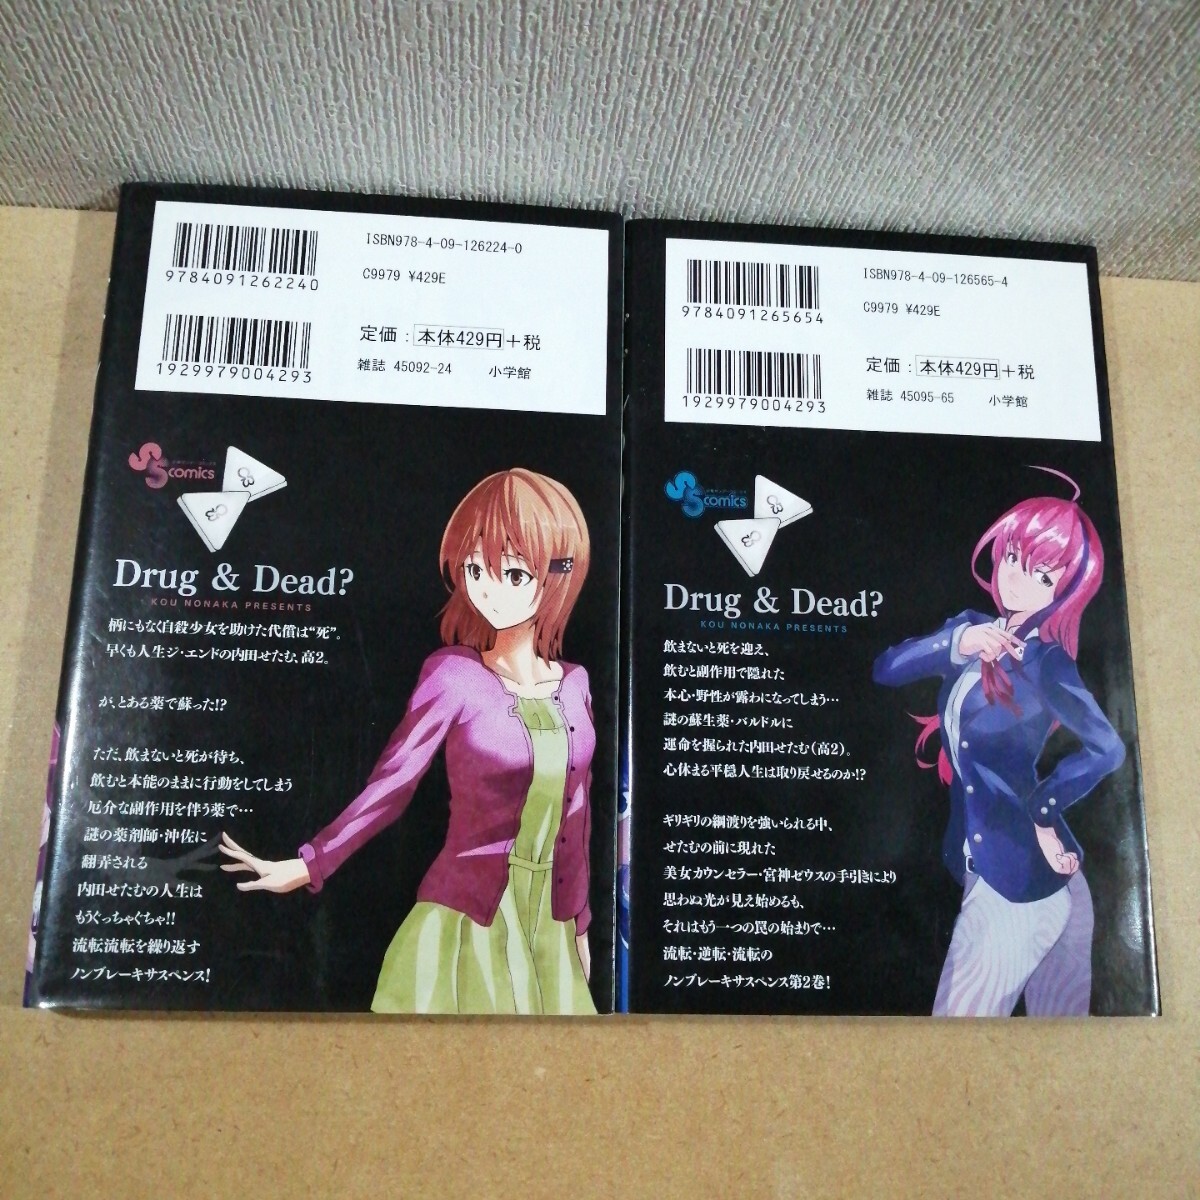 ISBN978-4-09-126224-0
9784091262240
C9979 ¥429E
1929979004293
定価:本体429円+税
雑誌 45092-24 小学館
comics
Drug & Dead?
KOU NONAKA PRESENTS
柄にもなく自殺少女を助けた代償は“死”。
早くも人生ジ・エンドの内田せたむ、高2。
が、とある薬で蘇った!?
ただ、飲まないと死が待ち、
飲むと本能のままに行動をしてしまう
厄介な副作用を伴う薬で…
謎の薬剤師・沖佐に
翻弄される
内田せたむの人生は
もうぐっちゃぐちゃ!!
流転流転を繰り返す
ノンブレーキサスペンス!
ISBN978-4-09-126565-4
9784091265654
C9979 ¥429E
1929979004293
定価:本体429円+税
雑誌 45095-65 小学館
comics
Drug & Dead?
KOU NONAKA PRESENTS
飲まないと死を迎え、
飲むと副作用で隠れた
本心・野性が露わになってしまう…
謎の蘇生薬・バルドルに
運命を握られた内田せたむ(高2)。
心休まる平穏人生は取り戻せるのか!?
ギリギリの綱渡りを強いられる中、
せたむの前に現れた
美女カウンセラー・宮神ゼウスの手引きにより
思わぬ光が見え始めるも、
それはもう一つの罠の始まりで…
流転・逆転・流転の
ノンブレーキサスペンス第2巻!